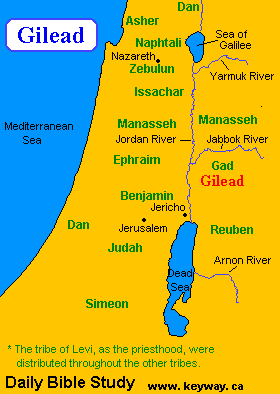 Dan
Asher
Gilead
Naphtali
Sea of
Galilee
Nazareth
Zebulun
Yarmuk River
Issachar
Manasseh
Manasseh
Mediterranean
Sea
Jordan River
Jabbok River
Ephraim
Gad
Gilead
Benjamin
Jericho
Dan
Jerusalem
Reuben
Judah
Arnon River
Dead
Sea
Simeon
* The tribe of Levi, as the priesthood, were
distributed throughout the other tribes.
Daily Bible Study www.keyway.ca